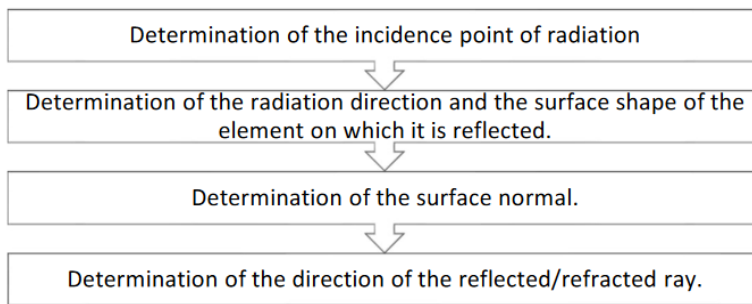 Determination of the incidence point of radiation
Determination of the radiation direction and the surface shape of the
element on which it is reflected.
Determination of the surface normal.
Determination of the direction of the reflected/refracted ray.